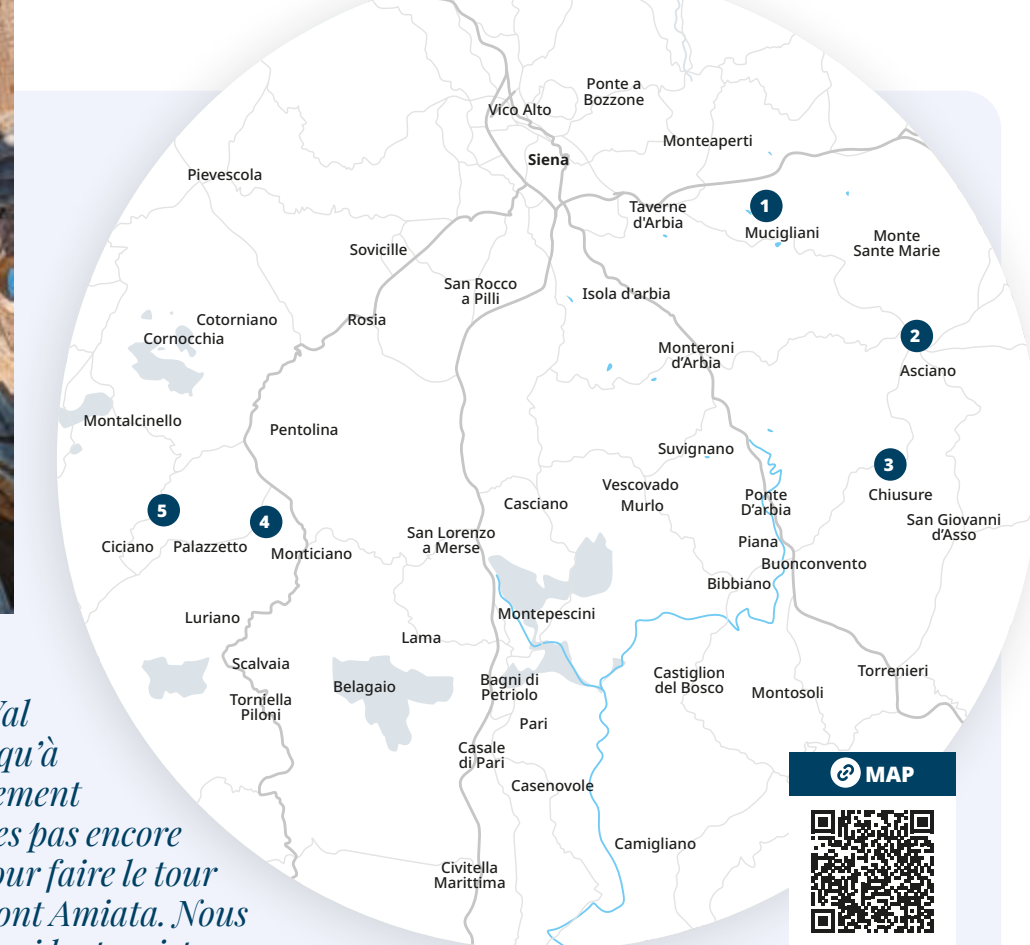 Ponte a
Bozzone
Vico Alto
Monteaperti
Siena
Pievescola
1
Taverne
d'Arbia
Mucigliani
Monte
Sante Marie
Sovicille
San Rocco
a Pilli
Isola d'arbia
Cotorniano
Rosia
Cornocchia
2
Monteroni
d'Arbia
Asciano
Montalcinello
Pentolina
Suvignano
3
Vescovado
Murlo
Chiusure
Ponte
D'arbia
Casciano
5
4
San Giovanni
d'Asso
San Lorenzo
a Merse
Piana
Ciciano
Palazzetto
Monticiano
Buonconvento
Bibbiano
Luriano
Montepescini
Lama
Scalvaia
Castiglion
del Bosco
Torrenieri
Belagaio
Bagni di
Petriolo
Montosoli
Torniella
Piloni
Pari
Casale
di Pari
Casenovole
MAP
Camigliano
Civitella
Marittima
Val
qu'à
ement
es pas encore
our faire le tour
ont Amiata. Nous